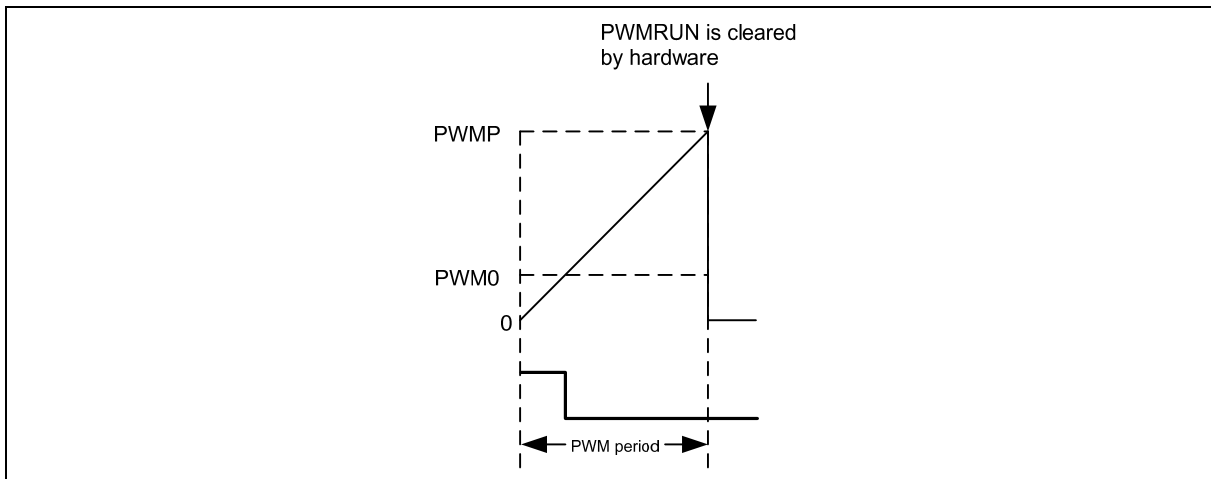 PWMRUN is cleared
by hardware
PWMP
PWM0
0
PWM period